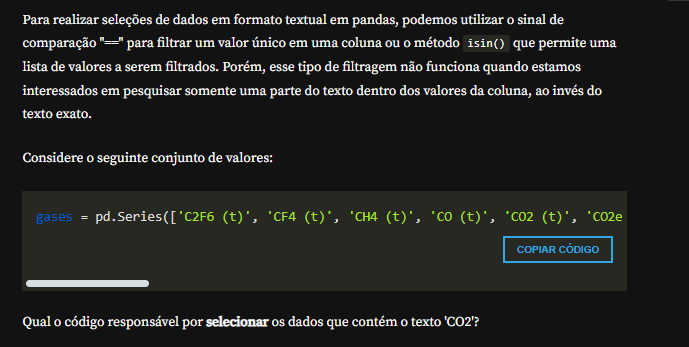 Para realizar seleções de dados em formato textual em pandas, podemos utilizar o sinal de
comparação "==" para filtrar um valor único em uma coluna ou o método isin() que permite uma
lista de valores a serem filtrados. Porém, esse tipo de filtragem não funciona quando estamos
interessados em pesquisar somente uma parte do texto dentro dos valores da coluna, ao invés do
texto exato.
Considere o seguinte conjunto de valores:
gases = pd.Series(['C2F6 (t)', 'CF4 (t)', 'CH4 (t)', 'CO (t)', 'CO2 (t)', 'CO2e
COPIAR CÓDIGO
Qual o código responsável por selecionar os dados que contém o texto 'CO2'?